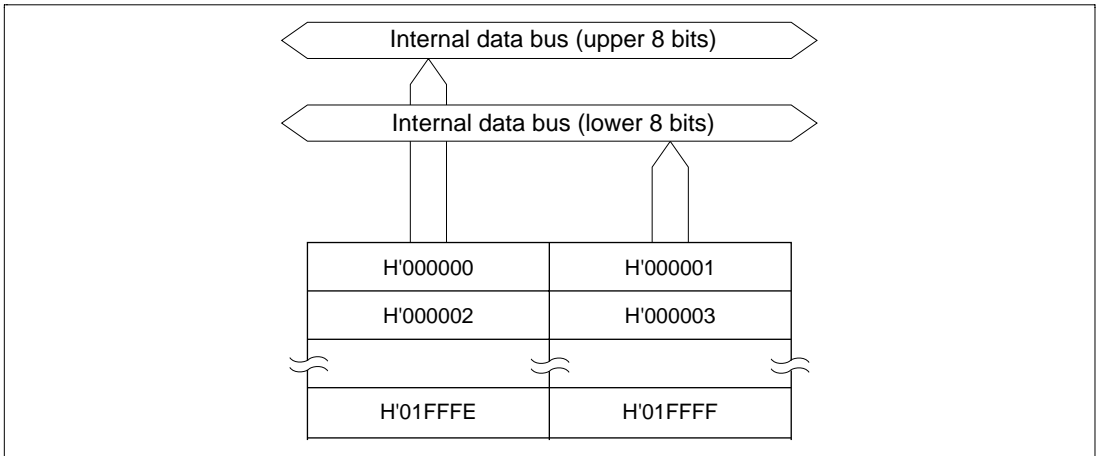 Internal data bus (upper 8 bits)
Internal data bus (lower 8 bits)
H'000000 H'000001
H'000002 H'000003
H'01FFFE H'01FFFF